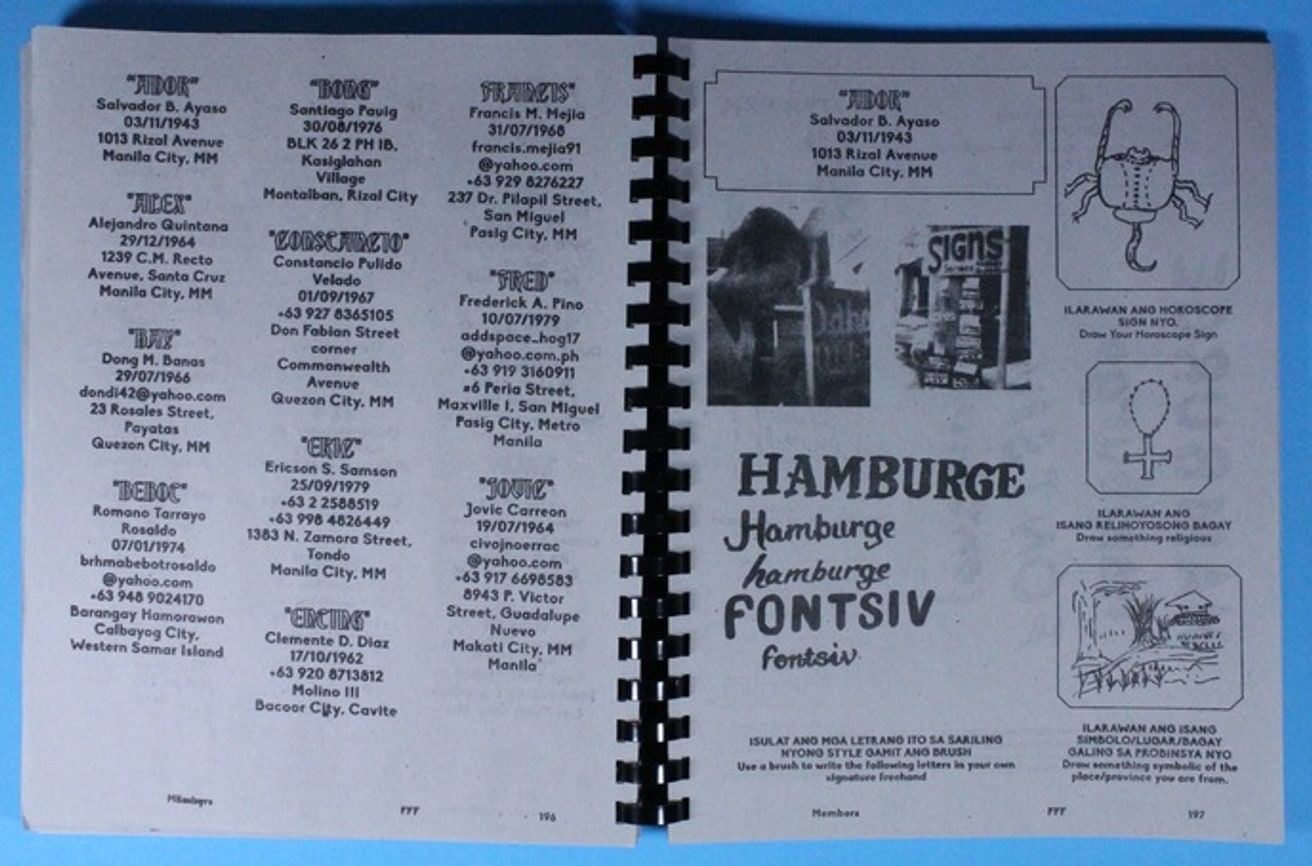 "ADOR"
Salvador B. Ayaso
03/11/1943
1013 Rizal Avenue
Manila City, MM
"ALEX"
Alejandro Quintana
29/12/1964
1239 C.M. Recto
Avenue, Santa Cruz
Manila City, MM
"BAY"
Dong M. Banas
29/07/1966
dondi42@yahoo.com
23 Rosales Street,
Payatas
Quezon City, MM
"BEBOT"
Romano Tarrayo
Rosaldo
07/01/1974
brhmabebotrosaldo
@yahoo.com
+63 948 9024170
Barangay Hamorawon
Calbayog City,
Western Samar Island
"BONG"
Santiago Pauig
30/08/1976
BLK 26 2 PH IB,
Kasiglahan
Village
Montalban, Rizal City
"CONSTANCIO"
Constancio Pulido
Velado
01/09/1967
+63 927 8365105
Don Fabian Street
corner
Commonwealth
Avenue
Quezon City, MM
"ERIC"
Ericson S. Samson
25/09/1979
+63 2 2588519
+63 998 4826449
1383 N. Zamora Street,
Tondo
Manila City, MM
"ENCING"
Clemente D. Diaz
17/10/1962
+63 920 8713812
Molino III
Bacoor City, Cavite
FRANCIS"
Francis M. Mejia
31/07/1968
francis.mejia91
@yahoo.com
+63 929 8276227
237 Dr. Pilapil Street,
San Miguel
Pasig City, MM
"FRED"
Frederick A. Pino
10/07/1979
addspace_hog17
@yahoo.com.ph
+63 919 3160911
#6 Peria Street,
Maxville I, San Miguel
Pasig City, Metro
Manila
"JOVIC"
Jovic Carreon
19/07/1964
civojnoerrac
@yahoo.com
+63 917 6698583
8943 P. Victor
Street, Guadalupe
Nuevo
Makati City, MM
Manila
FFF
196
"ADOR"
Salvador B. Ayaso
03/11/1943
1013 Rizal Avenue
Manila City, MM
SIGNS
HAMBURGE
Hamburge
hamburge
FONTSIV
fontsiv
ISULAT ANG MGA LETRANG ITO SA SARILING
NYONG STYLE GAMIT ANG BRUSH
Use a brush to write the following letters in your own
signature freehand
ILARAWAN ANG HOROSCOPE
SIGN NYO.
Draw Your Horoscope Sign
ILARAWAN ANG
ISANG RELIHOYOSONG BAGAY
Draw something religious
ILARAWAN ANG ISANG
SIMBOLO/LUGAR/BAGAY
GALING SA PROBINSYA NYO
Draw something symbolic of the
place/province you are from.
Members
FFF
197